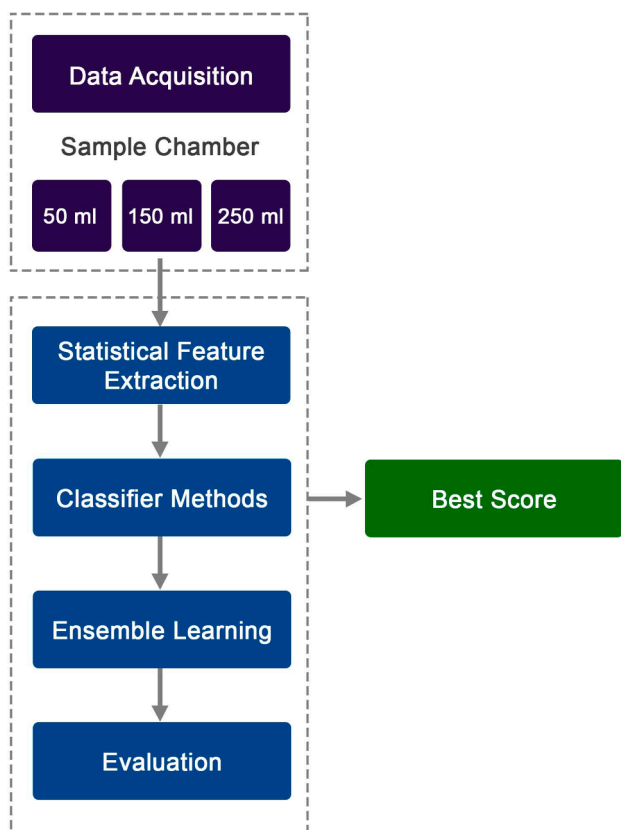 Data Acquisition
Sample Chamber
50 ml 150 ml 250 ml
Statistical Feature
Extraction
Classifier Methods
Best Score
Ensemble Learning
Evaluation